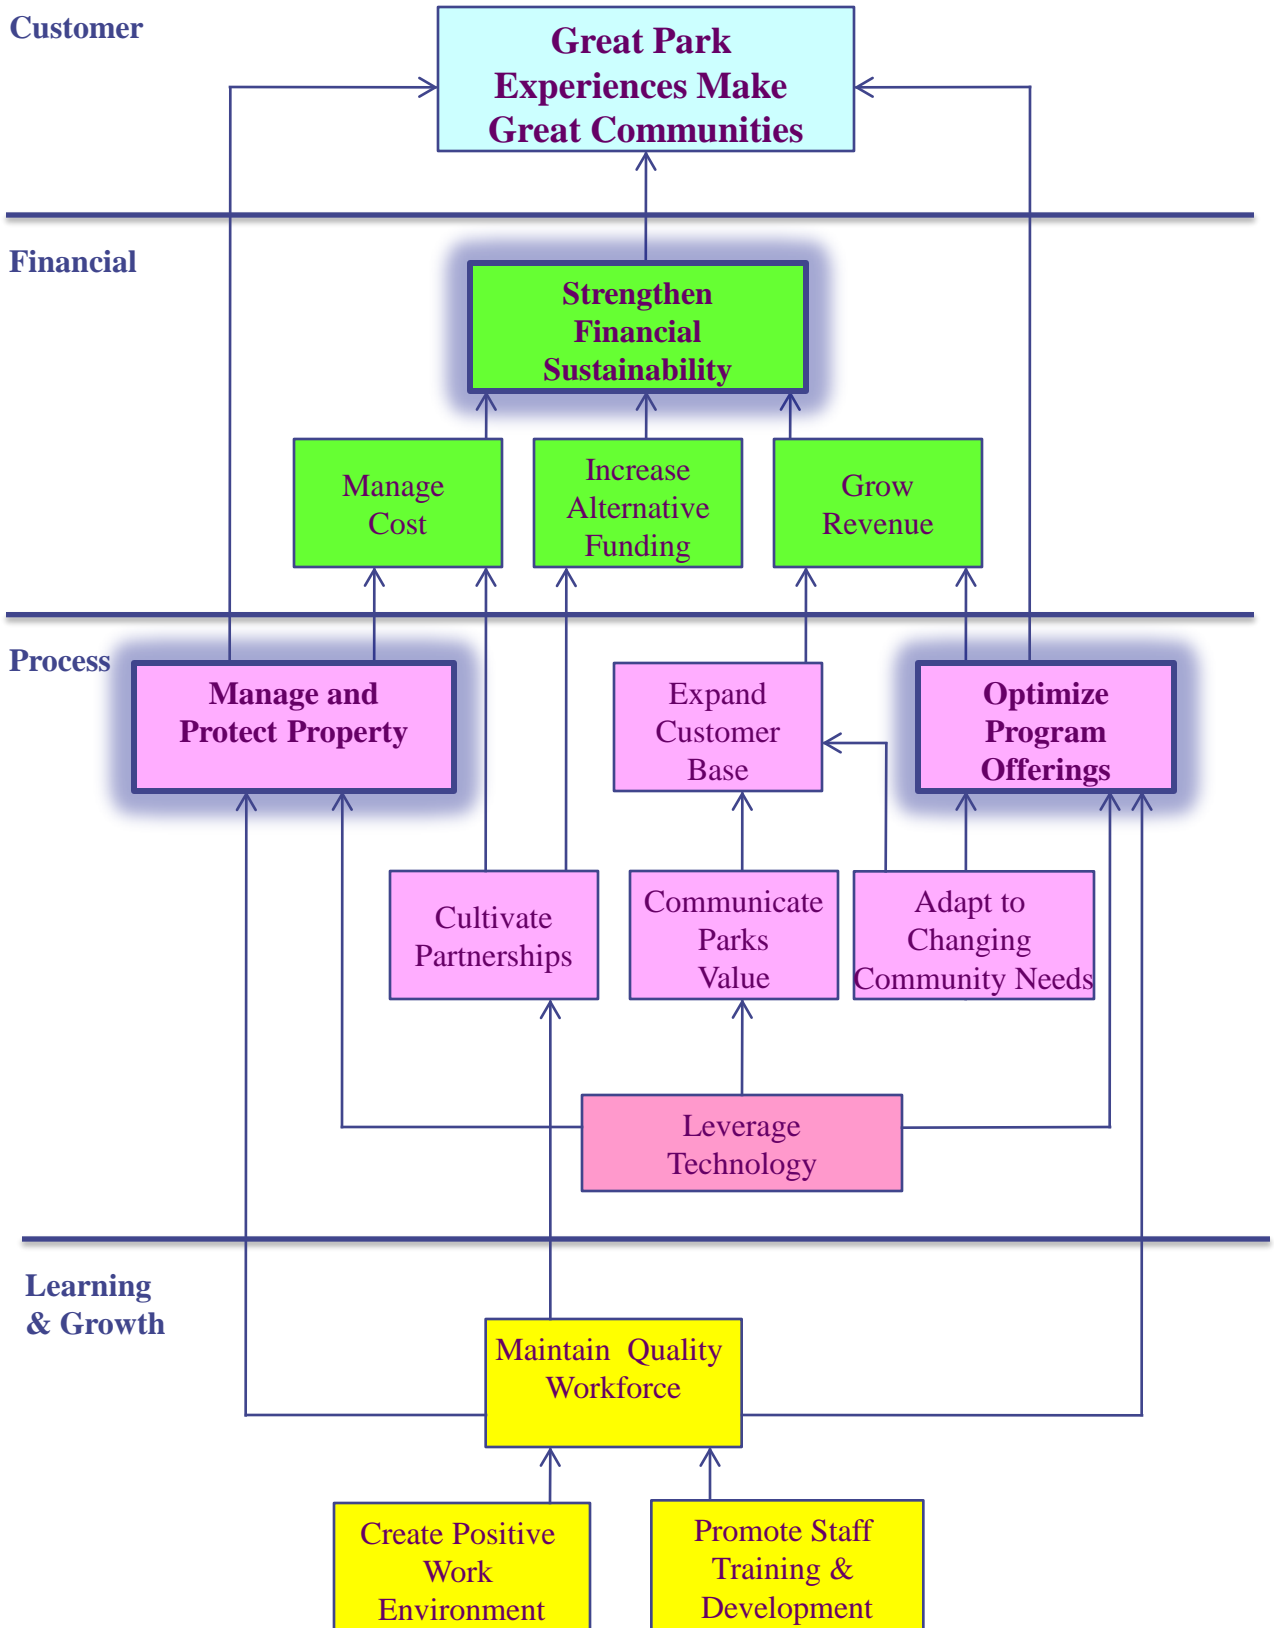 Customer
Great Park
Experiences Make
Great Communities
Financial
Strengthen
Financial
Sustainability
Manage
Cost
Increase
Alternative
Funding
Grow
Revenue
Process
Manage and
Protect Property
Expand
Customer
Base
Optimize
Program
Offerings
Cultivate
Partnerships
Communicate
Parks
Value
Adapt to
Changing
Community Needs
Leverage
Technology
Learning
& Growth
Maintain Quality
Workforce
Create Positive
Work
Environment
Promote Staff
Training &
Development